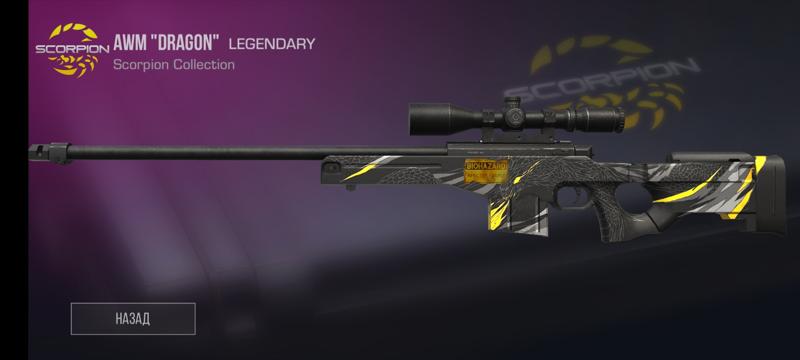 SCORPION
AWM "DRAGON" LEGENDARY
Scorpion Collection
SCORPION
BIOHAZARD
НАЗАД